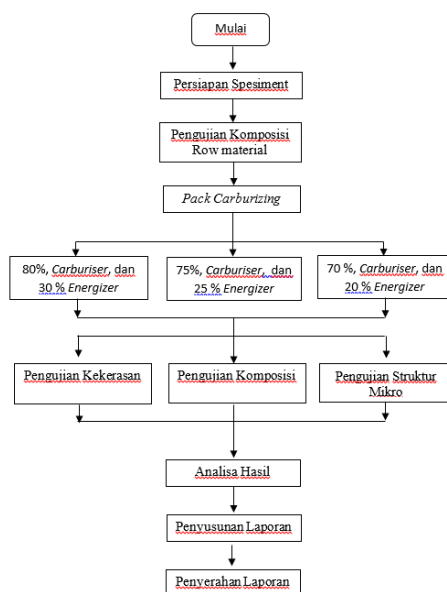 Mulai
Persiapan Spesiment
Pengujian Komposisi
Row material
Pack Carburizing
80%, Carburiser, dan
30 % Energizer
75%, Carburiser, dan
25 % Energizer
70 %, Carburiser, dan
20 % Energizer
Pengujian Kekerasan
Pengujian Komposisi
Pengujian Struktur
Mikro
Analisa Hasil
Penyusunan Laporan
Penyerahan Laporan